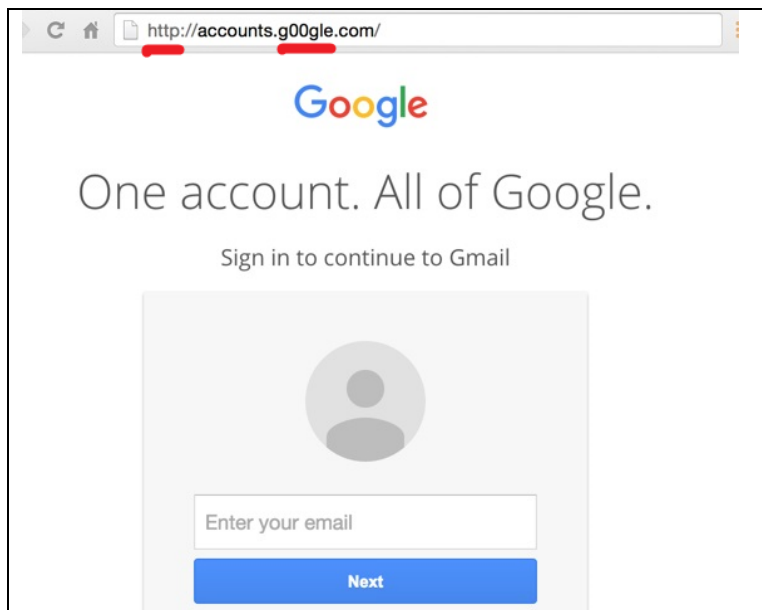 http://accounts.g00gle.com/
Google
One account. All of Google.
Sign in to continue to Gmail
Enter your email
Next